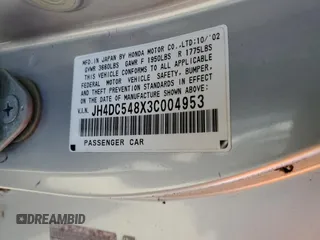 MFD. IN JAPAN BY HONDA MOTOR CO., LTD. 10/'02
GVWR 3660LBS GAWR F 1950LBS R 1775LBS
THIS VEHICLE CONFORMS TO ALL APPLICABLE
FEDERAL MOTOR VEHICLE SAFETY, BUMPER,
AND THEFT PREVENTION STANDARDS IN EFFECT
ON THE DATE OF MANUFACTURE SHOWN ABOVE.
V.I.N. JH4DC548X3C004953
PASSENGER CAR
DREAMBID